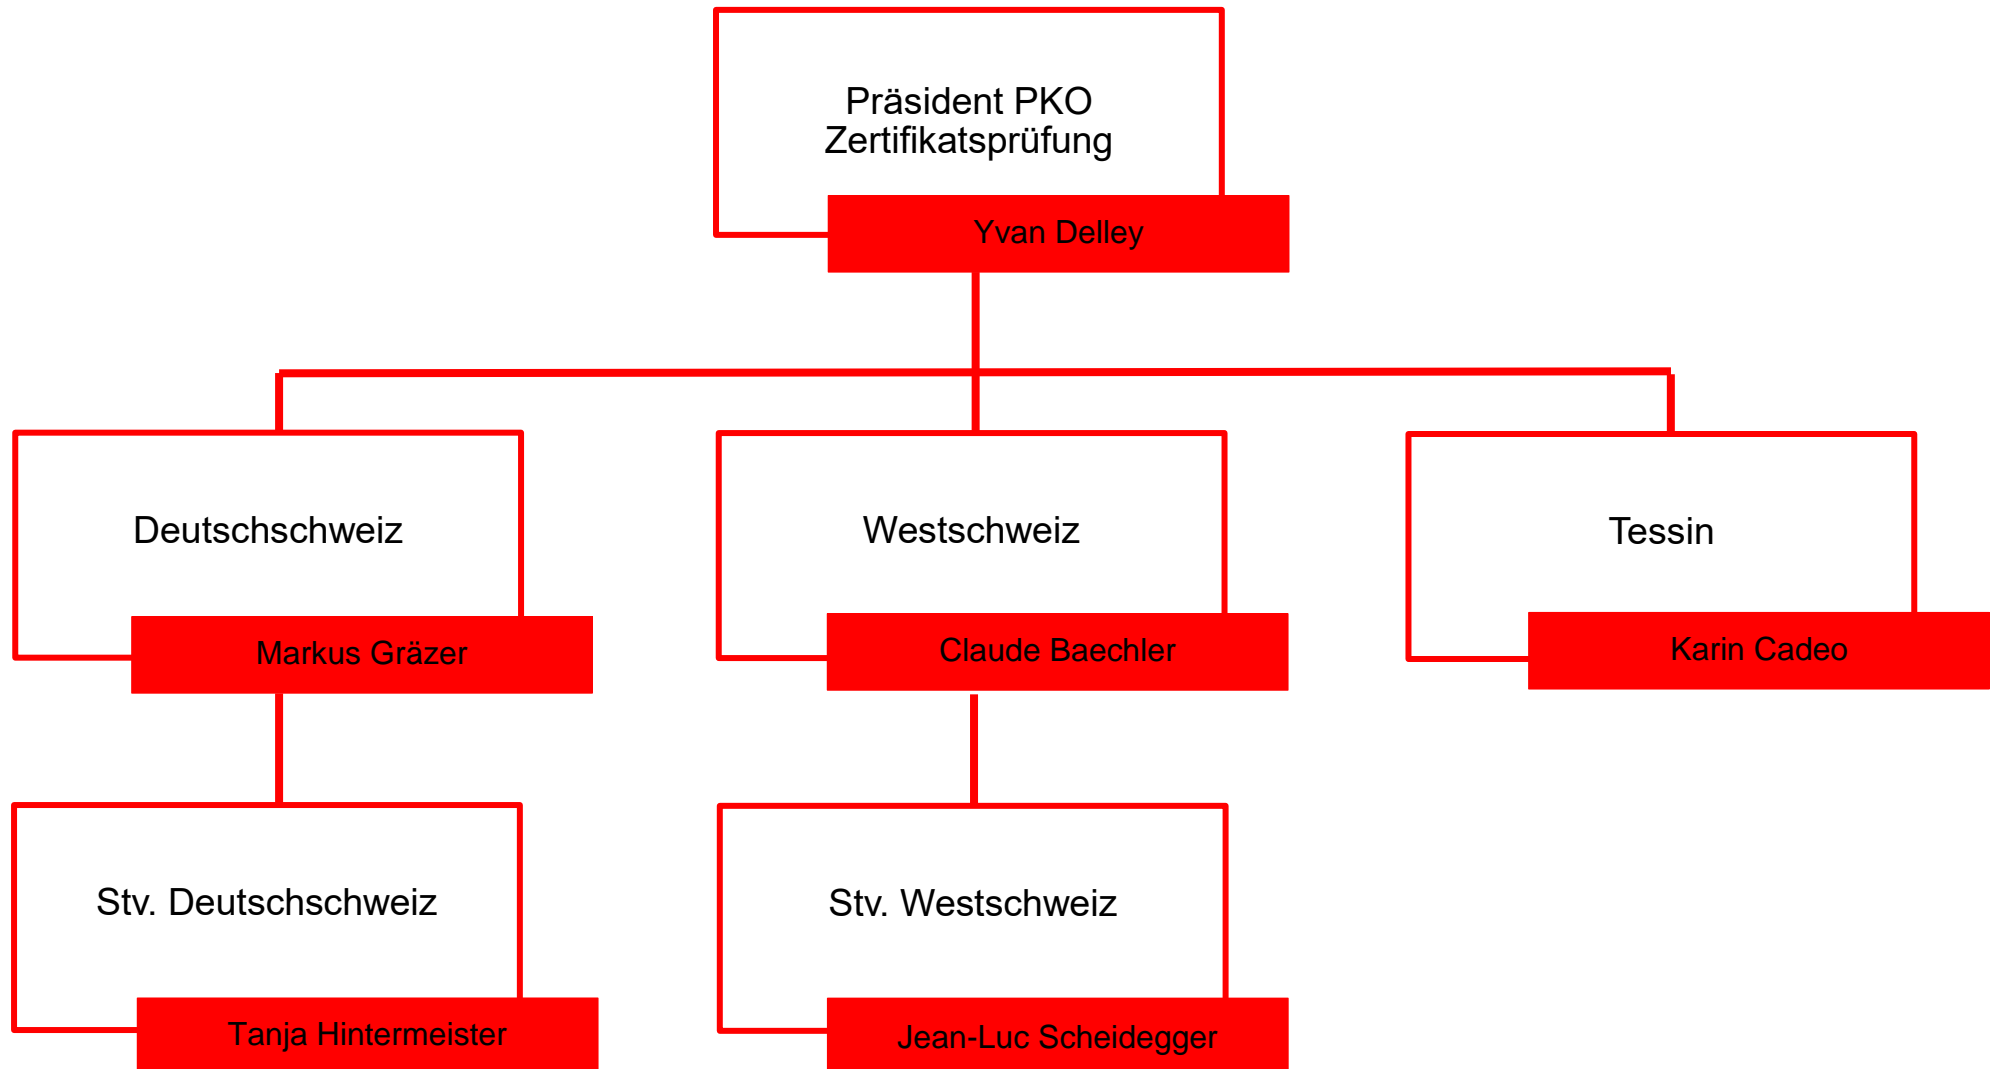 Präsident PKO
Zertifikatsprüfung
Yvan Delley
Deutschschweiz
Markus Gräzer
Westschweiz
Claude Baechler
Tessin
Karin Cadeo
Stv. Deutschschweiz
Tanja Hintermeister
Stv. Westschweiz
Jean-Luc Scheidegger